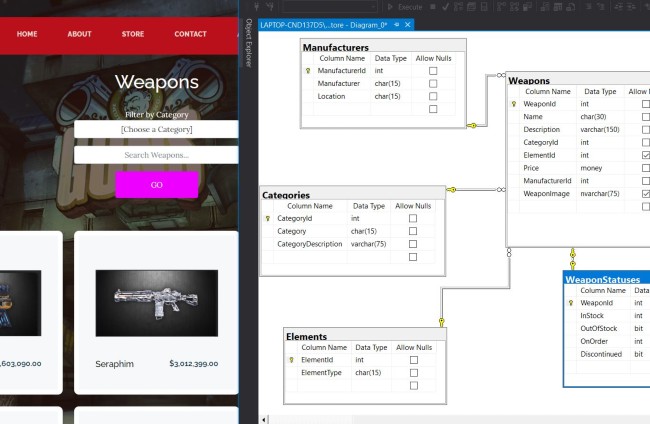 HOME ABOUT STORE CONTACT
Weapons
Filter by Category
[Choose a Category]
Search Weapons...
GO
,603,090.00
Seraphim $3,012,399.00
Object Explorer
Execute
LAPTOP-CND137D5\...tore - Diagram_0*
Manufacturers
Column Name Data Type Allow Nulls
ManufacturerId int
Manufacturer char(15)
Location char(15)
Weapons
Column Name Data Type Allow
WeaponId int
Name char(30)
Description varchar(150)
CategoryId int
ElementId int
Price money
ManufacturerId int
WeaponImage nvarchar(75)
Categories
Column Name Data Type Allow Nulls
CategoryId int
Category char(15)
CategoryDescription varchar(75)
WeaponStatuses
Column Name Data
WeaponId int
InStock int
OutOfStock bit
OnOrder int
Discontinued bit
Elements
Column Name Data Type Allow Nulls
ElementId int
ElementType char(15)